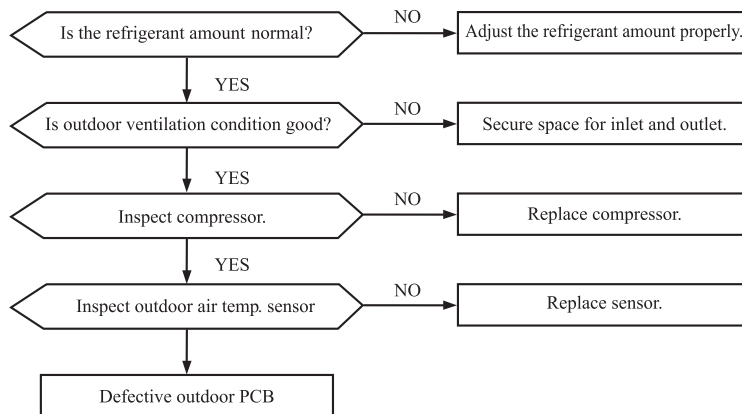 Is the refrigerant amount normal?
NO
Adjust the refrigerant amount properly.
YES
Is outdoor ventilation condition good?
NO
Secure space for inlet and outlet.
YES
Inspect compressor.
NO
Replace compressor.
YES
Inspect outdoor air temp. sensor
NO
Replace sensor.
Defective outdoor PCB